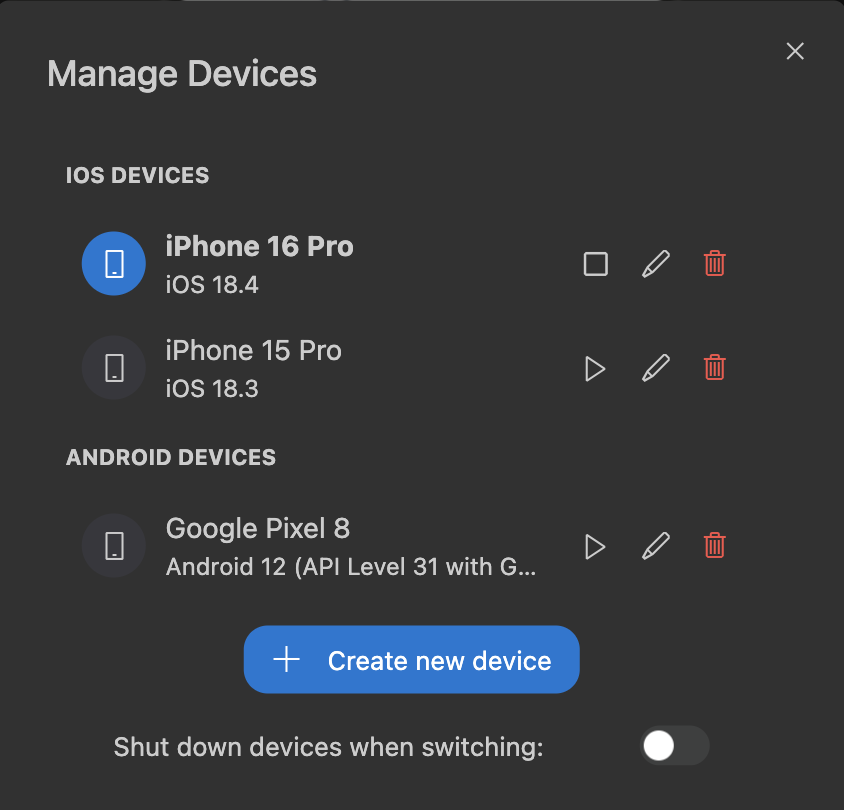 Manage Devices
IOS DEVICES
iPhone 16 Pro
iOS 18.4
iPhone 15 Pro
iOS 18.3
ANDROID DEVICES
Google Pixel 8
Android 12 (API Level 31 with G...
Create new device
Shut down devices when switching: